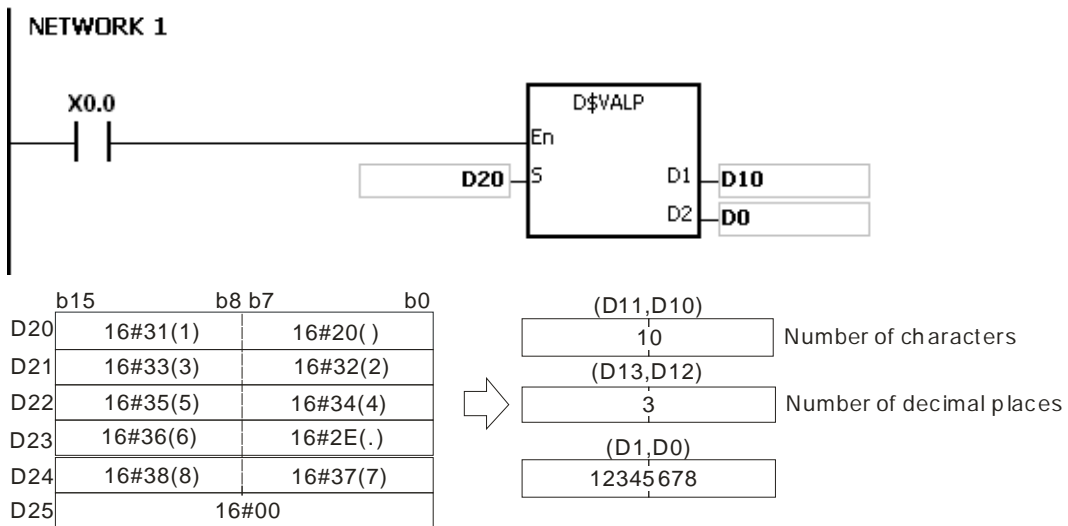 NETWORK 1
X0.0
D$VALP
En
D20 S D1 D10
D2 D0
b15 b8 b7 b0
D20 16#31(1) 16#20( )
D21 16#33(3) 16#32(2)
D22 16#35(5) 16#34(4)
D23 16#36(6) 16#2E(.)
D24 16#38(8) 16#37(7)
D25 16#00
(D11,D10)
10 Number of characters
(D13,D12)
3 Number of decimal places
(D1,D0)
12345678